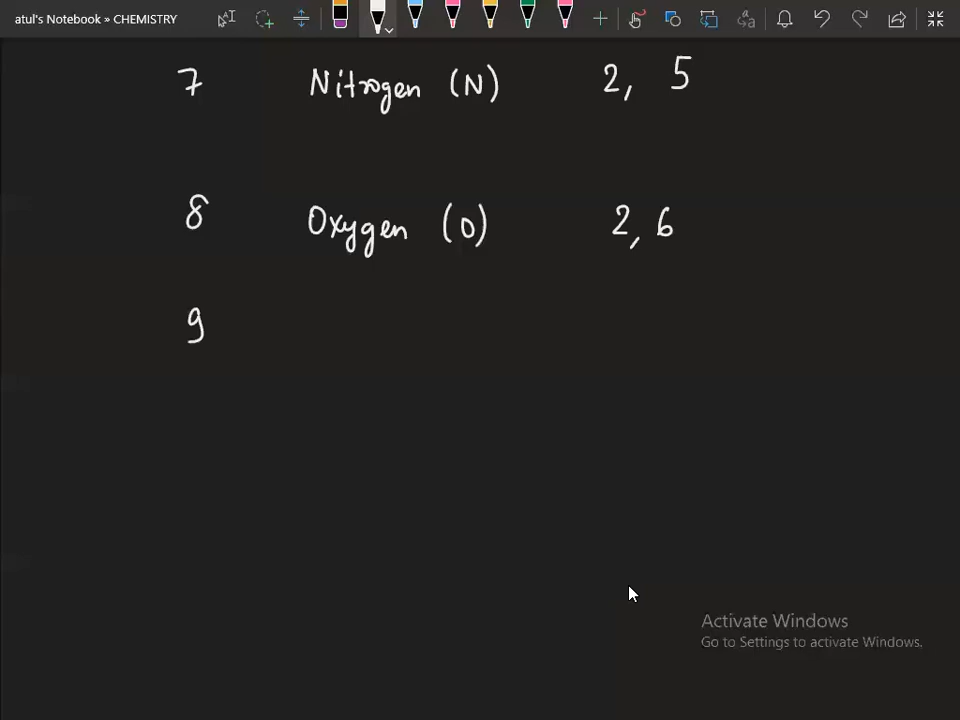 atul's Notebook » CHEMISTRY
7 Nitrogen (N) 2, 5
8 Oxygen (O) 2, 6
9
Activate Windows
Go to Settings to activate Windows.